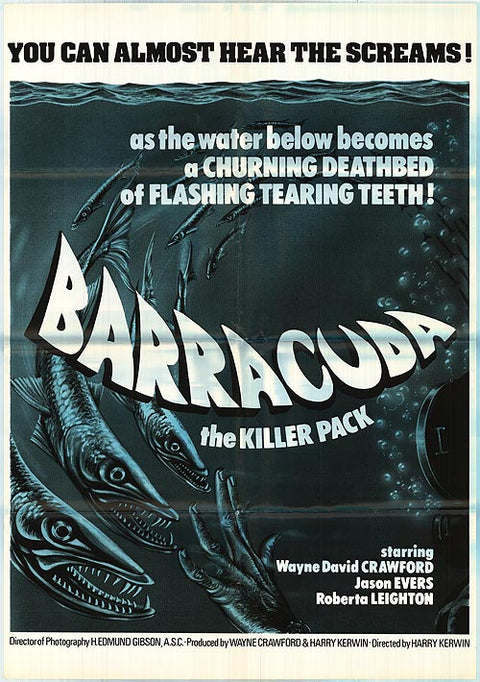 YOU CAN ALMOST HEAR THE SCREAMS!
as the water below becomes
a CHURNING DEATHBED
of FLASHING TEARING TEETH!
BARRACUDA
the KILLER PACK
starring
Wayne David CRAWFORD
Jason EVERS
Roberta LEIGHTON
Director of Photography H.EDMUND GIBSON, A.S.C.·Produced by WAYNE CRAWFORD & HARRY KERWIN·Directed by HARRY KERWIN